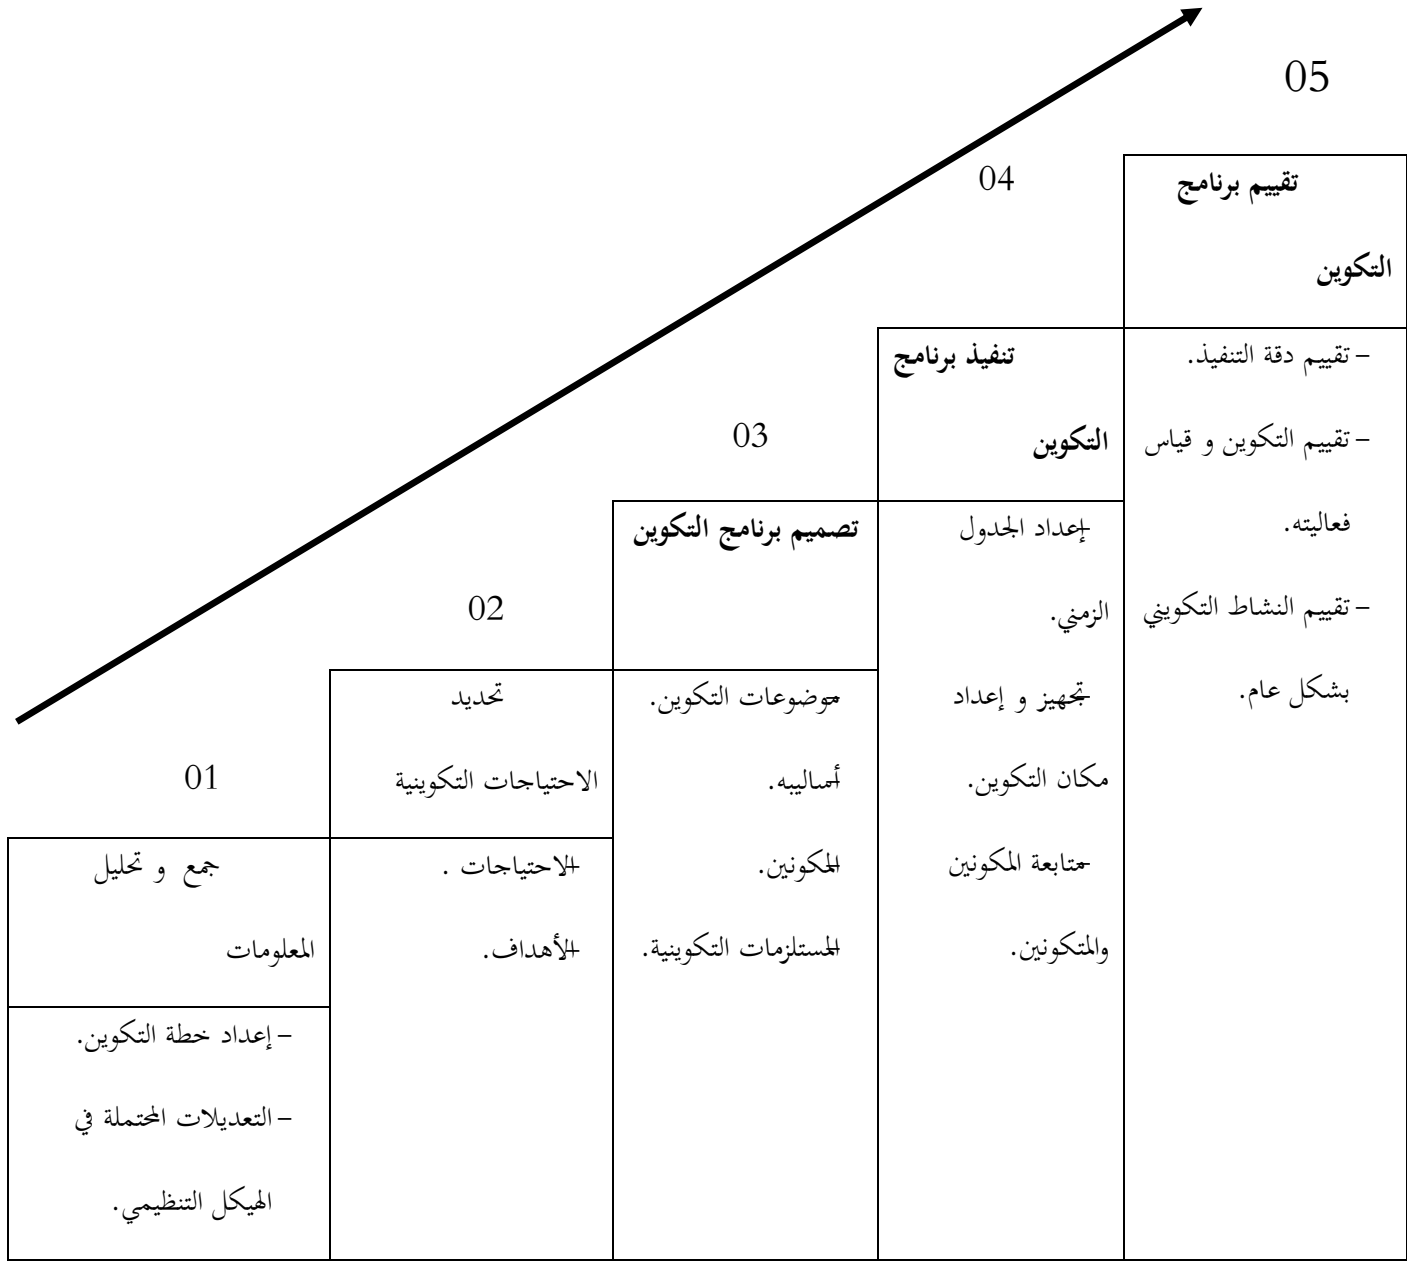 05
تقييم برنامج
التكوين
- تقييم دقة التنفيذ.
- تقييم التكوين و قياس
فعاليته.
- تقييم النشاط التكويني
بشكل عام.
04
تنفيذ برنامج
التكوين
- إعداد الجدول
الزمني.
- تجهيز و إعداد
مكان التكوين.
- متابعة المكونين
والمتكونين.
03
تصميم برنامج التكوين
- موضوعات التكوين.
- أساليبه.
- المكونين.
- المستلزمات التكوينية.
02
تحديد
الاحتياجات التكوينية
- الاحتياجات .
- الأهداف.
01
جمع و تحليل
المعلومات
- إعداد خطة التكوين.
- التعديلات المحتملة في
الهيكل التنظيمي.